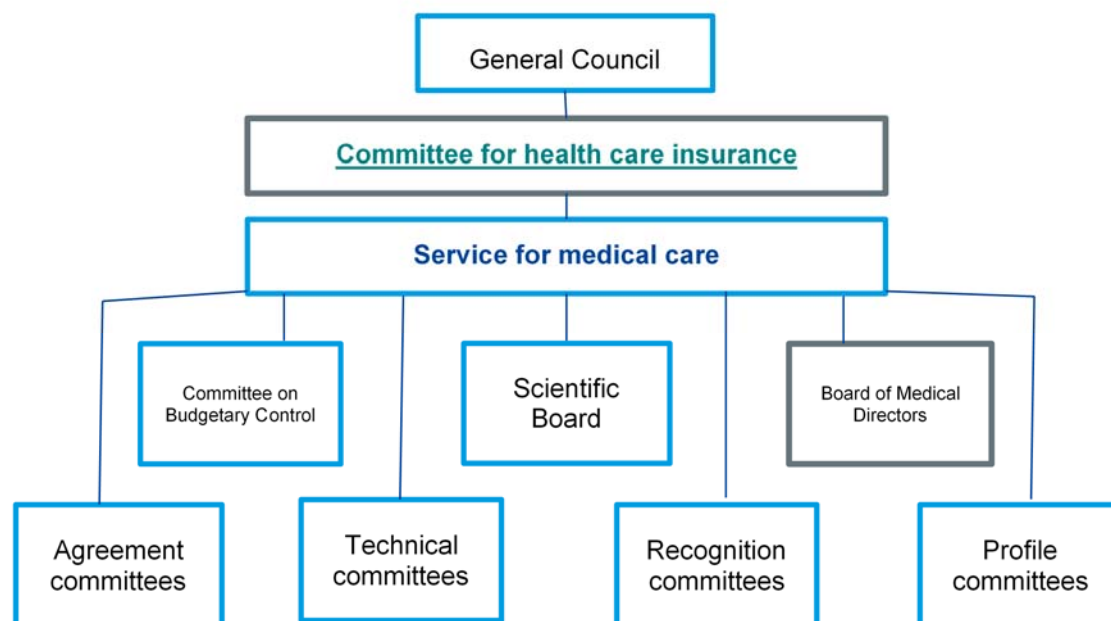 General Council
Committee for health care insurance
Service for medical care
Committee on
Budgetary Control
Scientific
Board
Board of Medical
Directors
Agreement
committees
Technical
committees
Recognition
committees
Profile
committees